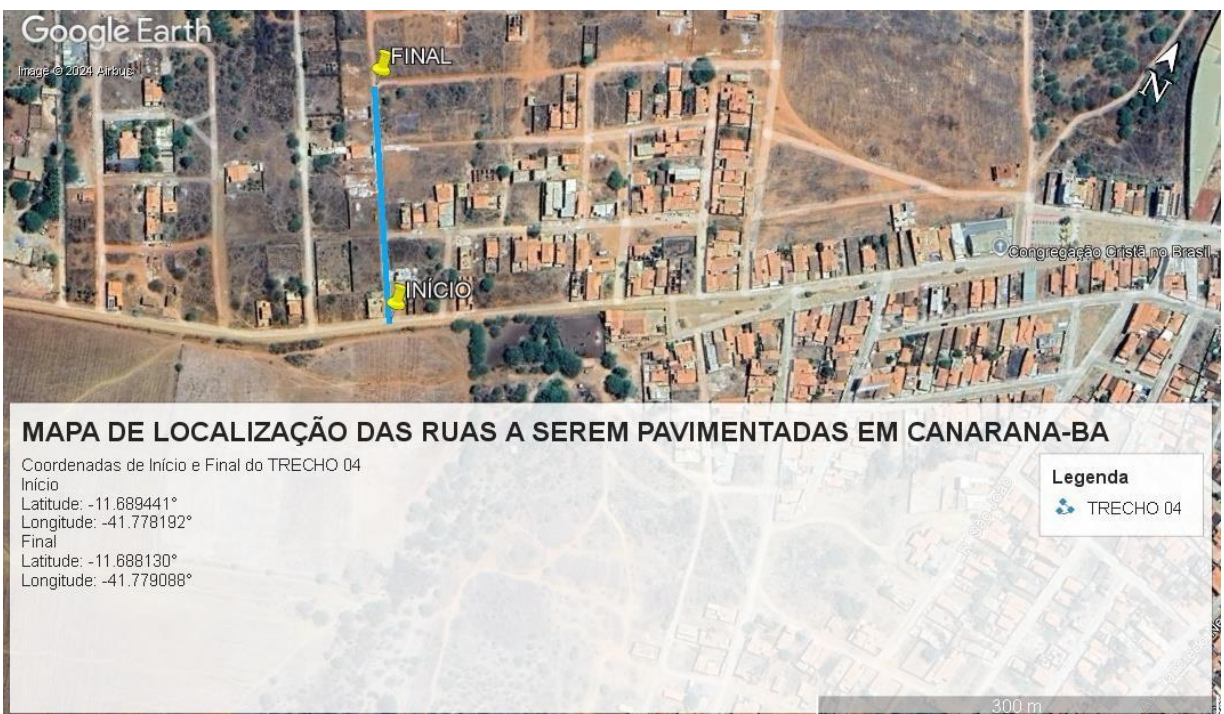 Google Earth
Image © 2024 Airbus
FINAL
N
INÍCIO
Congregação Cristã no Brasil
MAPA DE LOCALIZAÇÃO DAS RUAS A SEREM PAVIMENTADAS EM CANARANA-BA
Coordenadas de Início e Final do TRECHO 04
Início
Latitude: -11.689441°
Longitude: -41.778192°
Final
Latitude: -11.688130°
Longitude: -41.779088°
Legenda
TRECHO 04
300 m